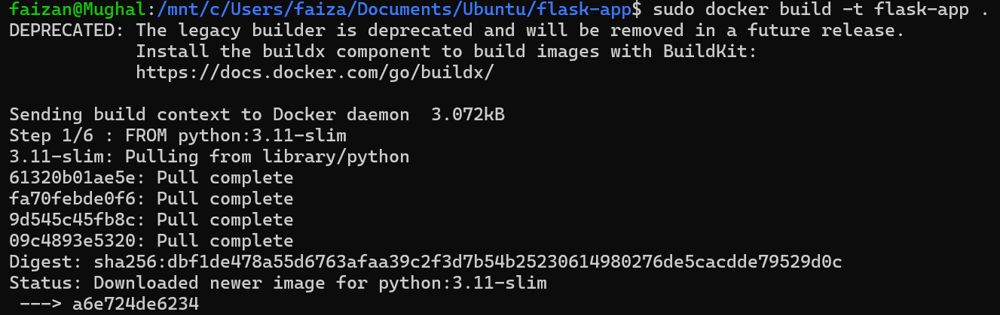 faizan@Mughal:/mnt/c/Users/faiza/Documents/Ubuntu/flask-app$ sudo docker build -t flask-app .
DEPRECATED: The legacy builder is deprecated and will be removed in a future release.
            Install the buildx component to build images with BuildKit:
            https://docs.docker.com/go/buildx/

Sending build context to Docker daemon  3.072kB
Step 1/6 : FROM python:3.11-slim
3.11-slim: Pulling from library/python
61320b01ae5e: Pull complete
fa70febde0f6: Pull complete
9d545c45fb8c: Pull complete
09c4893e5320: Pull complete
Digest: sha256:dbf1de478a55d6763afaa39c2f3d7b54b25230614980276de5cacdde79529d0c
Status: Downloaded newer image for python:3.11-slim
 ---> a6e724de6234